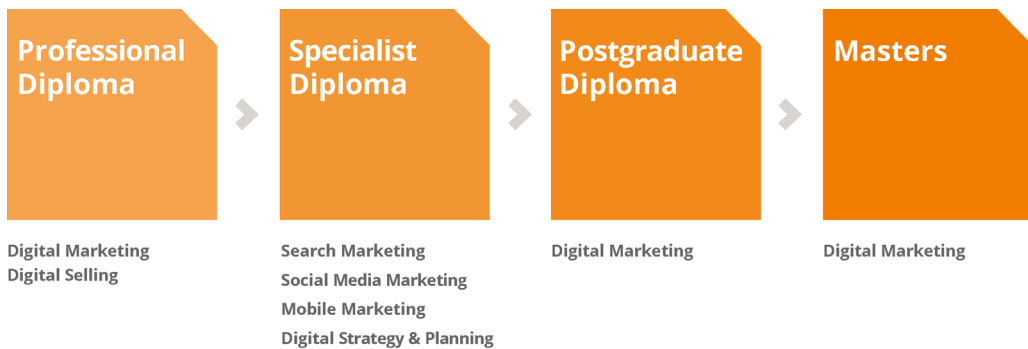 Professional
Diploma
Specialist
Diploma
Postgraduate
Diploma
Masters
Digital Marketing
Digital Selling
Search Marketing
Social Media Marketing
Mobile Marketing
Digital Strategy & Planning
Digital Marketing
Digital Marketing